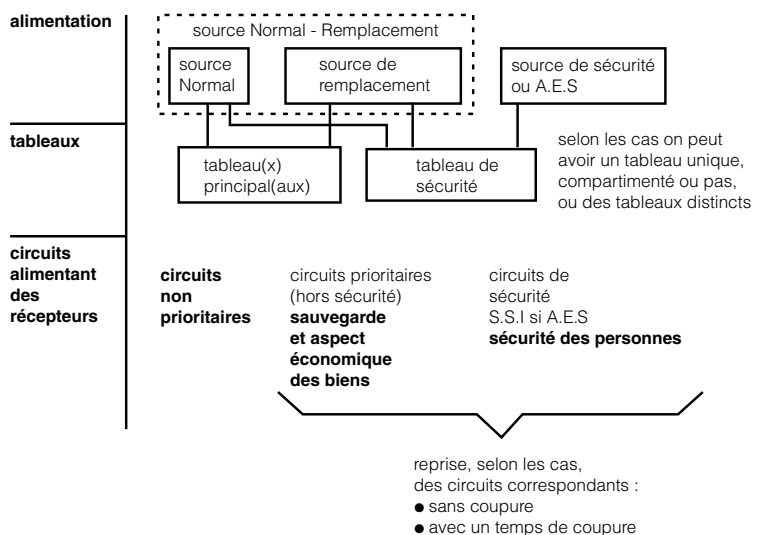 alimentation
source Normal - Remplacement
source
Normal
source de
remplacement
source de sécurité
ou A.E.S
tableaux
tableau(x)
principal(aux)
tableau de
sécurité
selon les cas on peut
avoir un tableau unique,
compartimenté ou pas,
ou des tableaux distincts
circuits
alimentant
des
récepteurs
circuits
non
prioritaires
circuits prioritaires
(hors sécurité)
sauvegarde
et aspect
économique
des biens
circuits de
sécurité
S.S.I si A.E.S
sécurité des personnes
reprise, selon les cas,
des circuits correspondants :
● sans coupure
● avec un temps de coupure